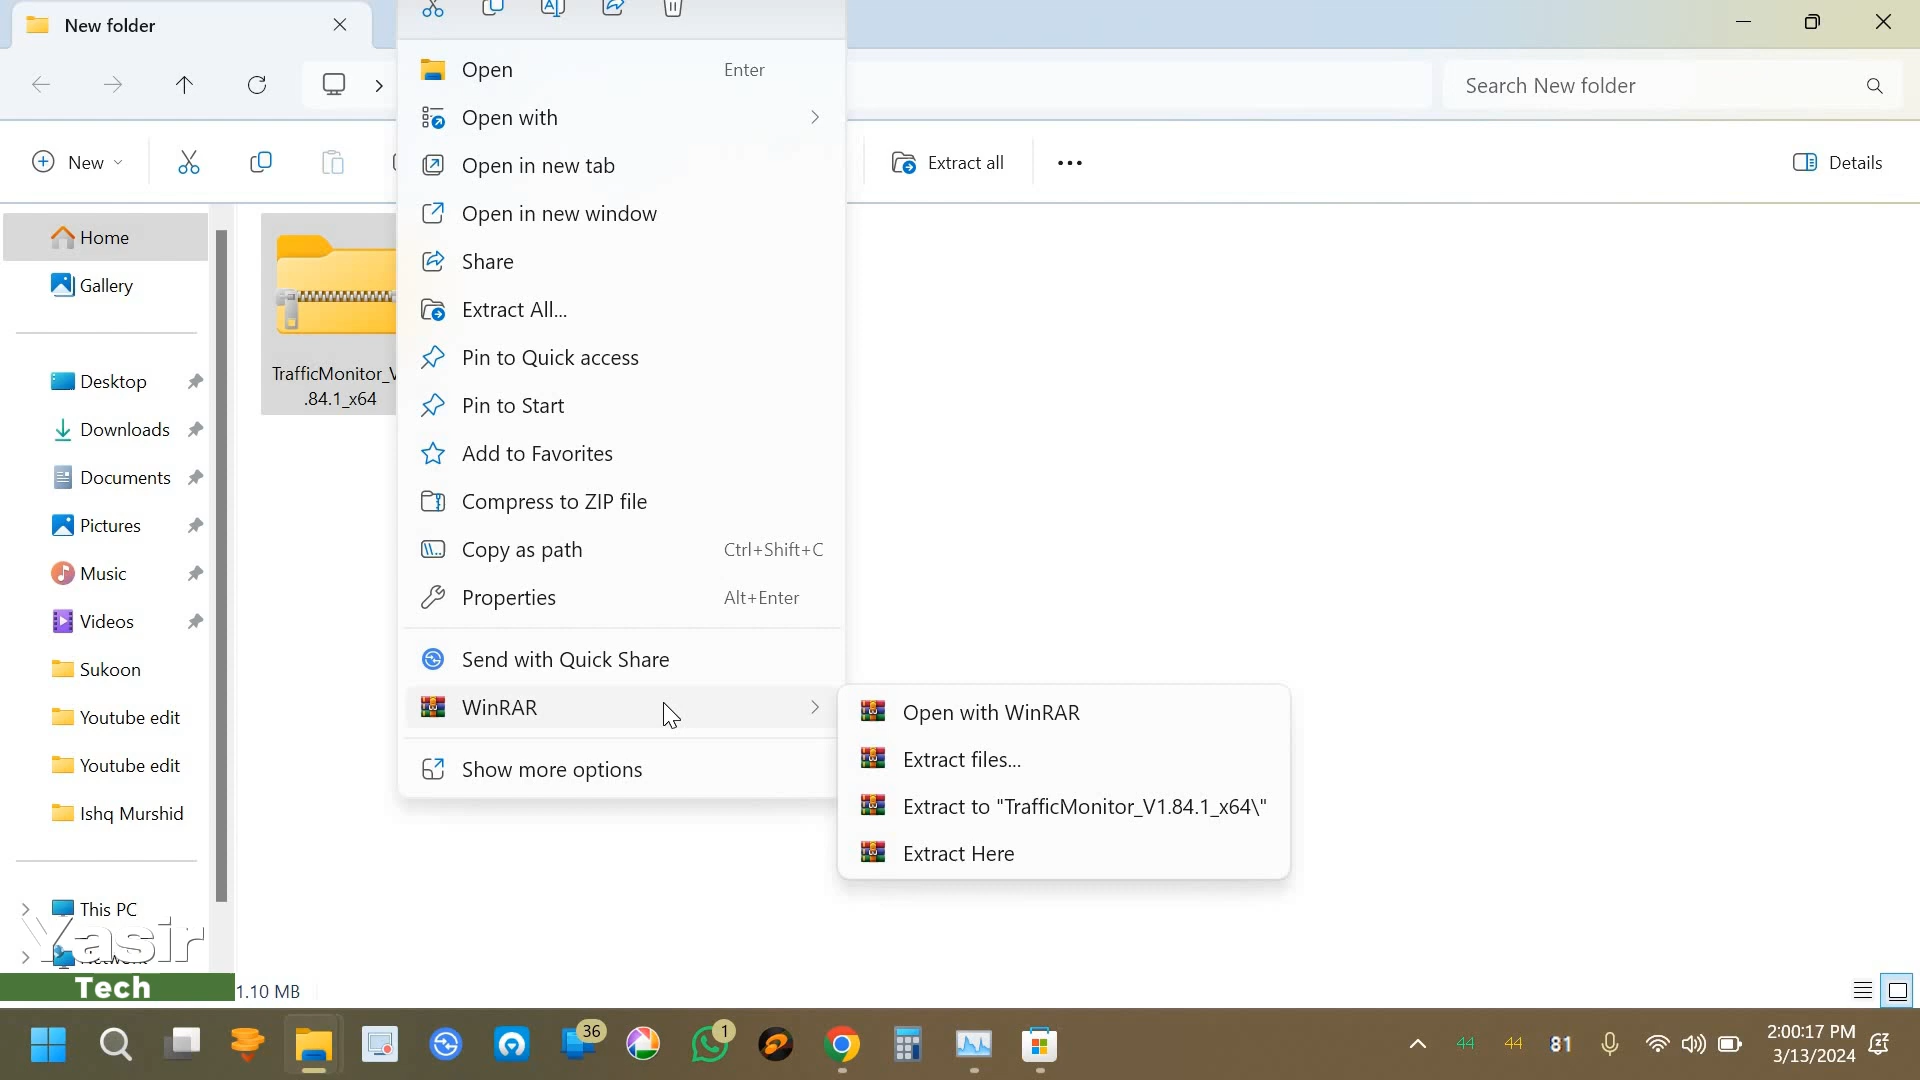 New folder
Search New folder
New
Extract all
Details
Home
Gallery
Desktop
Downloads
Documents
Pictures
Music
Videos
Sukoon
Youtube edit
Youtube edit
Ishq Murshid
This PC
Yasir
Tech
1.10 MB
TrafficMonitor_V
.84.1_x64
Open Enter
Open with
Open in new tab
Open in new window
Share
Extract All...
Pin to Quick access
Pin to Start
Add to Favorites
Compress to ZIP file
Copy as path Ctrl+Shift+C
Properties Alt+Enter
Send with Quick Share
WinRAR
Show more options
Open with WinRAR
Extract files...
Extract to "TrafficMonitor_V1.84.1_x64\"
Extract Here
36
1
44
44
81
2:00:17 PM
3/13/2024